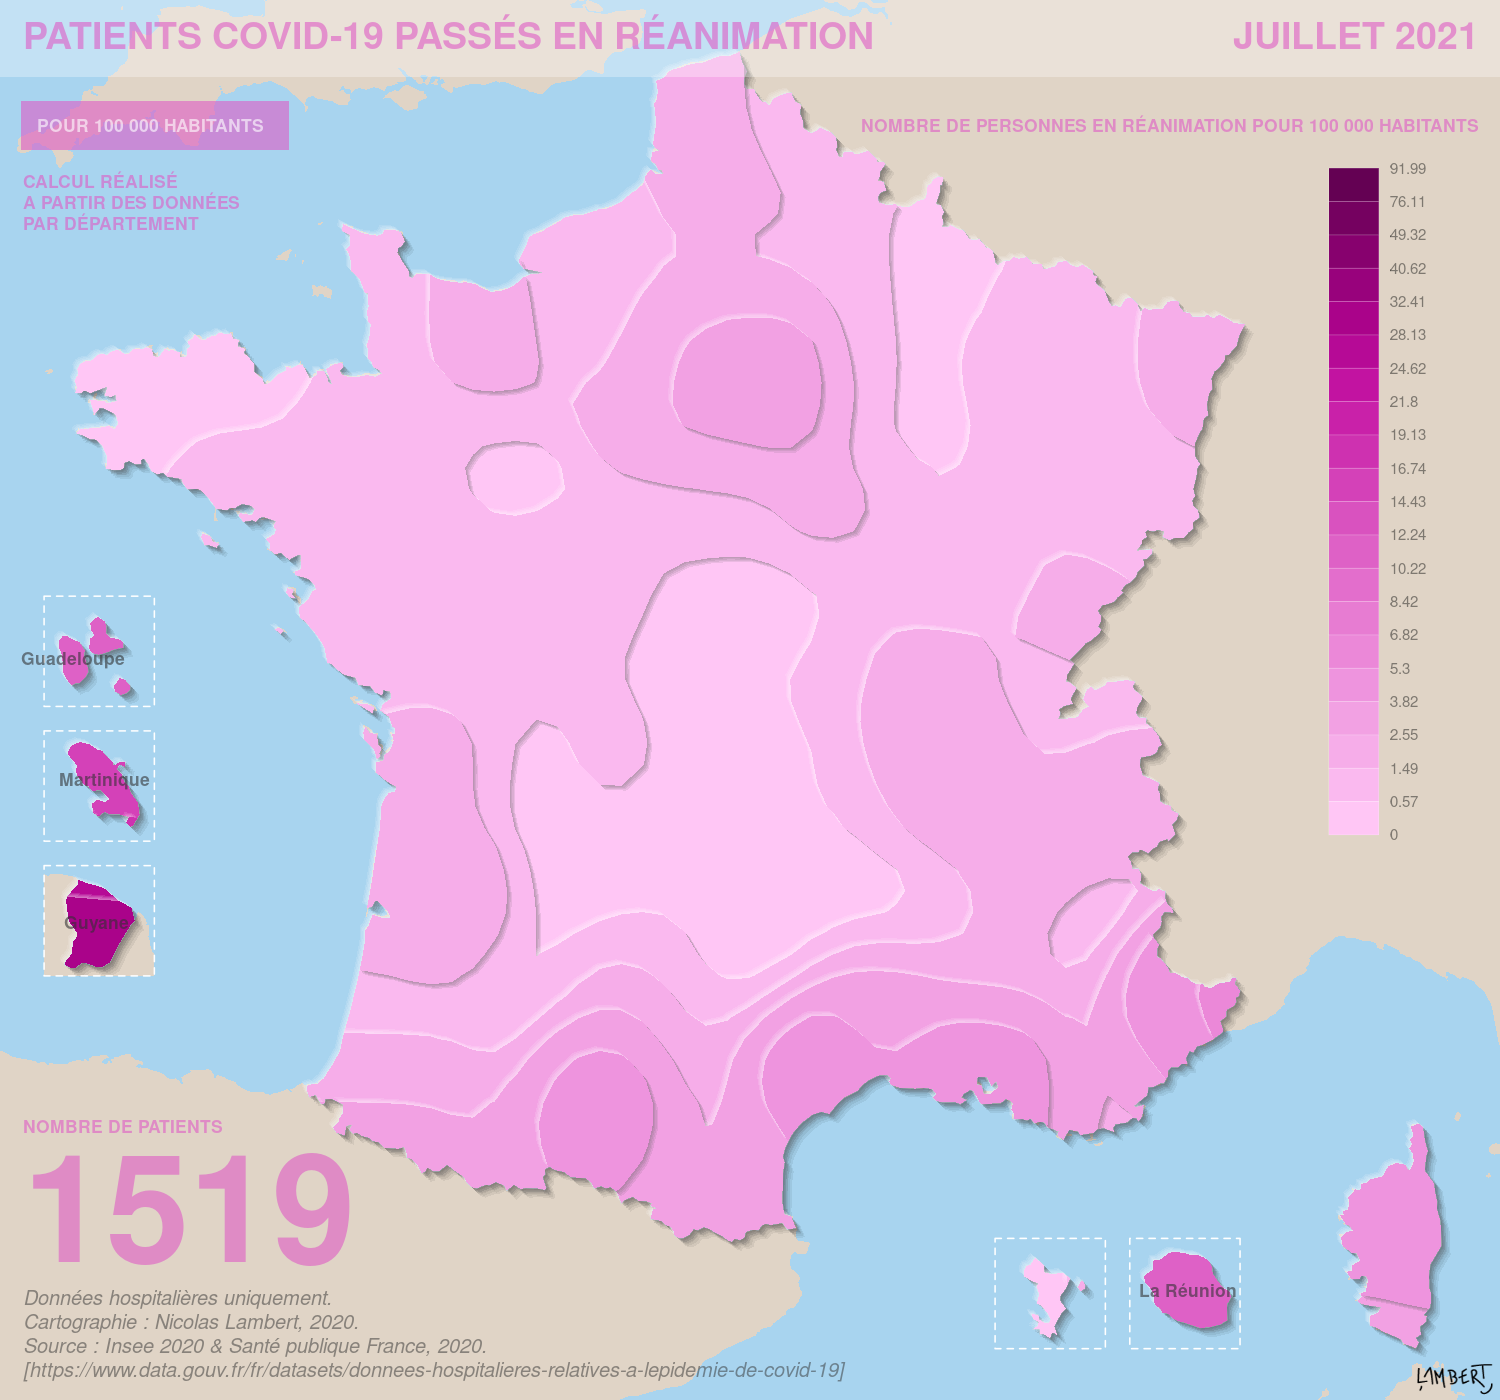 PATIENTS COVID-19 PASSÉS EN RÉANIMATION
JUILLET 2021
POUR 100 000 HABITANTS
CALCUL RÉALISÉ
A PARTIR DES DONNÉES
PAR DÉPARTEMENT
NOMBRE DE PERSONNES EN RÉANIMATION POUR 100 000 HABITANTS
91.99
76.11
49.32
40.62
32.41
28.13
24.62
21.8
19.13
16.74
14.43
12.24
10.22
8.42
6.82
5.3
3.82
2.55
1.49
0.57
0
Guadeloupe
Martinique
Guyane
La Réunion
NOMBRE DE PATIENTS
1519
Données hospitalières uniquement.
Cartographie : Nicolas Lambert, 2020.
Source : Insee 2020 & Santé publique France, 2020.
[https://www.data.gouv.fr/fr/datasets/donnees-hospitalieres-relatives-a-lepidemie-de-covid-19]
LAMBERT